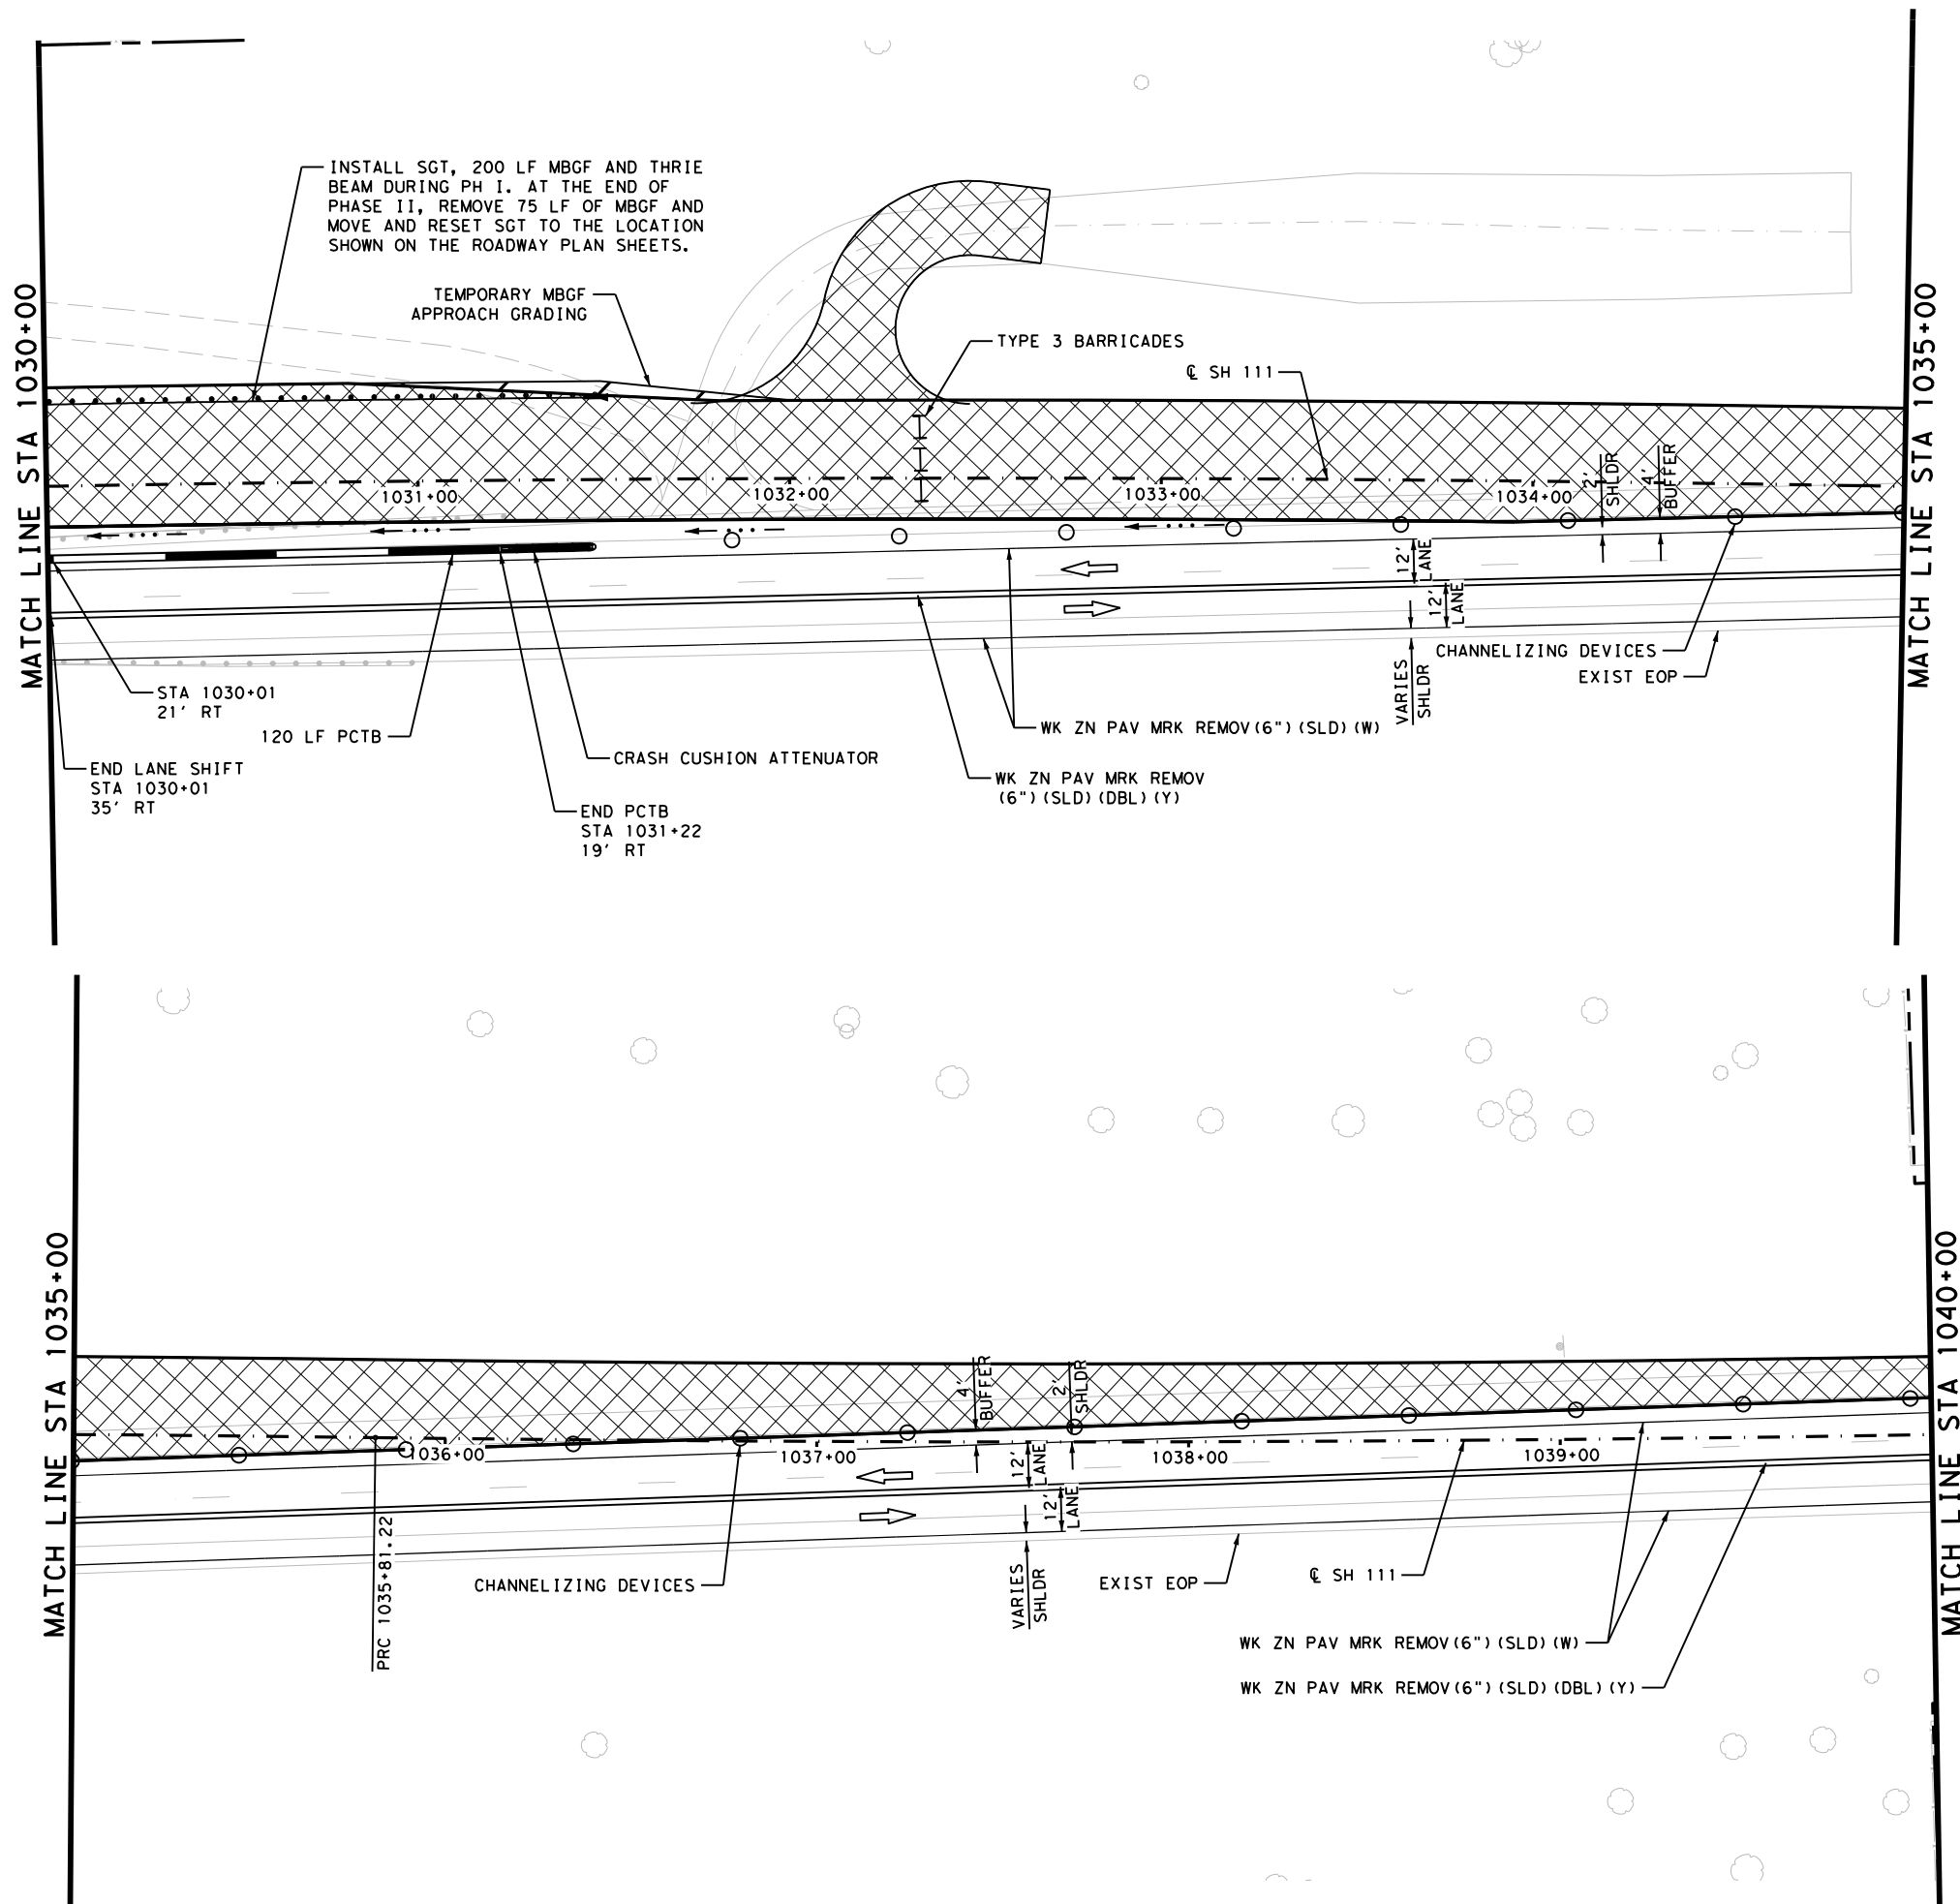 INSTALL SGT, 200 LF MBGF AND THRIE
BEAM DURING PH I. AT THE END OF
PHASE II, REMOVE 75 LF OF MBGF AND
MOVE AND RESET SGT TO THE LOCATION
SHOWN ON THE ROADWAY PLAN SHEETS.
TEMPORARY MBGF
APPROACH GRADING
TYPE 3 BARRICADES
℄ SH 111
MATCH LINE STA 1030+00
MATCH LINE STA 1035+00
1031+00
1032+00
1033+00
1034+00
2'
SHLDR
4'
BUFFER
12'
LANE
12'
LANE
VARIES
SHLDR
CHANNELIZING DEVICES
EXIST EOP
STA 1030+01
21' RT
120 LF PCTB
WK ZN PAV MRK REMOV(6")(SLD)(W)
CRASH CUSHION ATTENUATOR
END LANE SHIFT
STA 1030+01
35' RT
WK ZN PAV MRK REMOV
(6")(SLD)(DBL)(Y)
END PCTB
STA 1031+22
19' RT
MATCH LINE STA 1035+00
MATCH LINE STA 1040+00
4'
BUFFER
2'
SHLDR
1036+00
1037+00
1038+00
1039+00
12'
LANE
12'
LANE
VARIES
SHLDR
PRC 1035+81.22
CHANNELIZING DEVICES
EXIST EOP
℄ SH 111
WK ZN PAV MRK REMOV(6")(SLD)(W)
WK ZN PAV MRK REMOV(6")(SLD)(DBL)(Y)